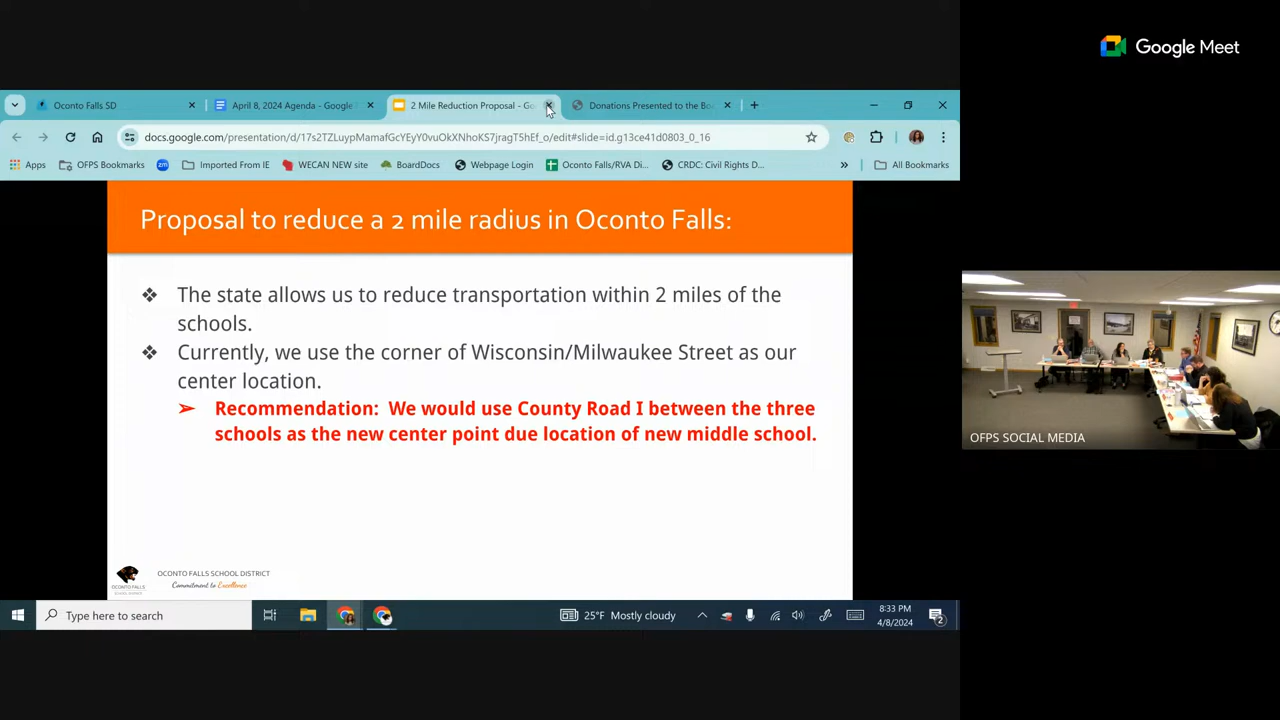 Google Meet
Oconto Falls SD
April 8, 2024 Agenda - Google
2 Mile Reduction Proposal - Go
Donations Presented to the Bo
docs.google.com/presentation/d/17s2TZLuypMamafGcYEyY0vuOkXNhoKS7jragT5hEf_o/edit#slide=id.g13ce41d0803_0_16
Apps OFPS Bookmarks zm Imported From IE WECAN NEW site BoardDocs Webpage Login Oconto Falls/RVA Di... CRDC: Civil Rights D... » All Bookmarks
Proposal to reduce a 2 mile radius in Oconto Falls:
The state allows us to reduce transportation within 2 miles of the
schools.
Currently, we use the corner of Wisconsin/Milwaukee Street as our
center location.
Recommendation: We would use County Road I between the three
schools as the new center point due location of new middle school.
OFPS SOCIAL MEDIA
OCONTO FALLS SCHOOL DISTRICT
Commitment to Excellence
OCONTO FALLS
Type here to search
25°F Mostly cloudy
8:33 PM
4/8/2024
2